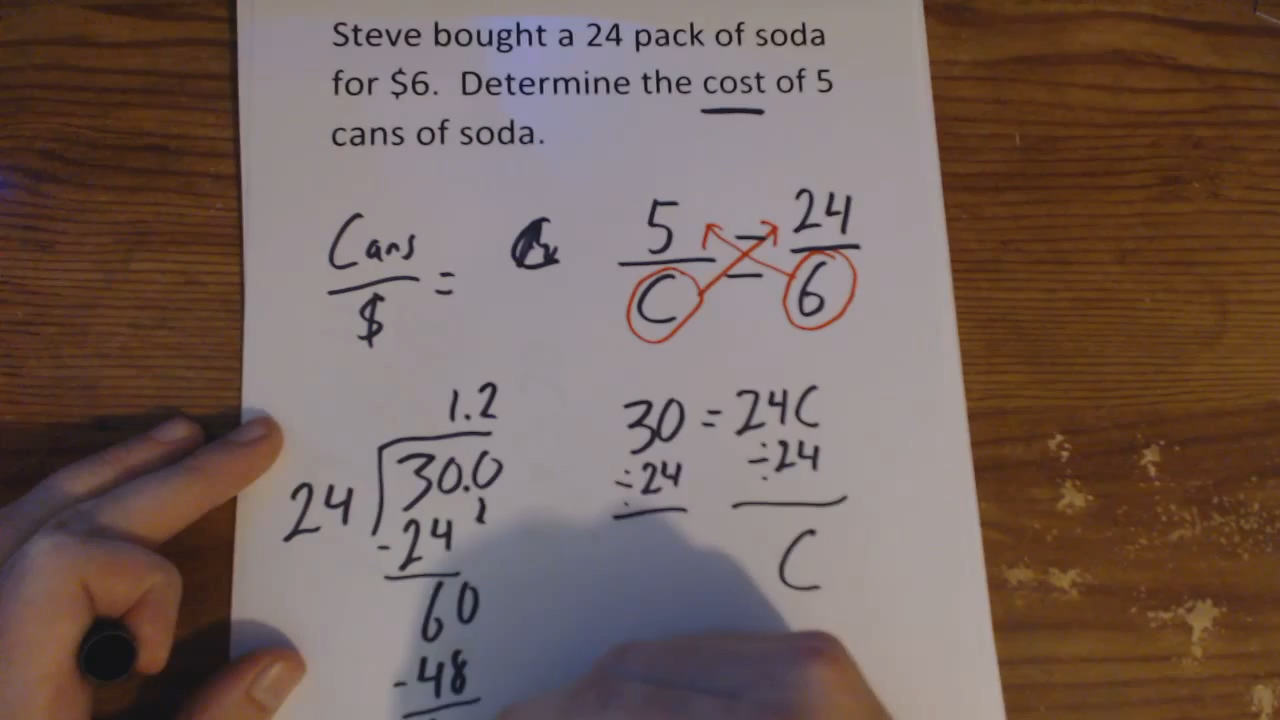 Steve bought a 24 pack of soda
for $6. Determine the cost of 5
cans of soda.
Cans
$
=
5
C
=
24
6
1.2
24
30.0
-24
60
-48
30 = 24C
÷24 ÷24
C